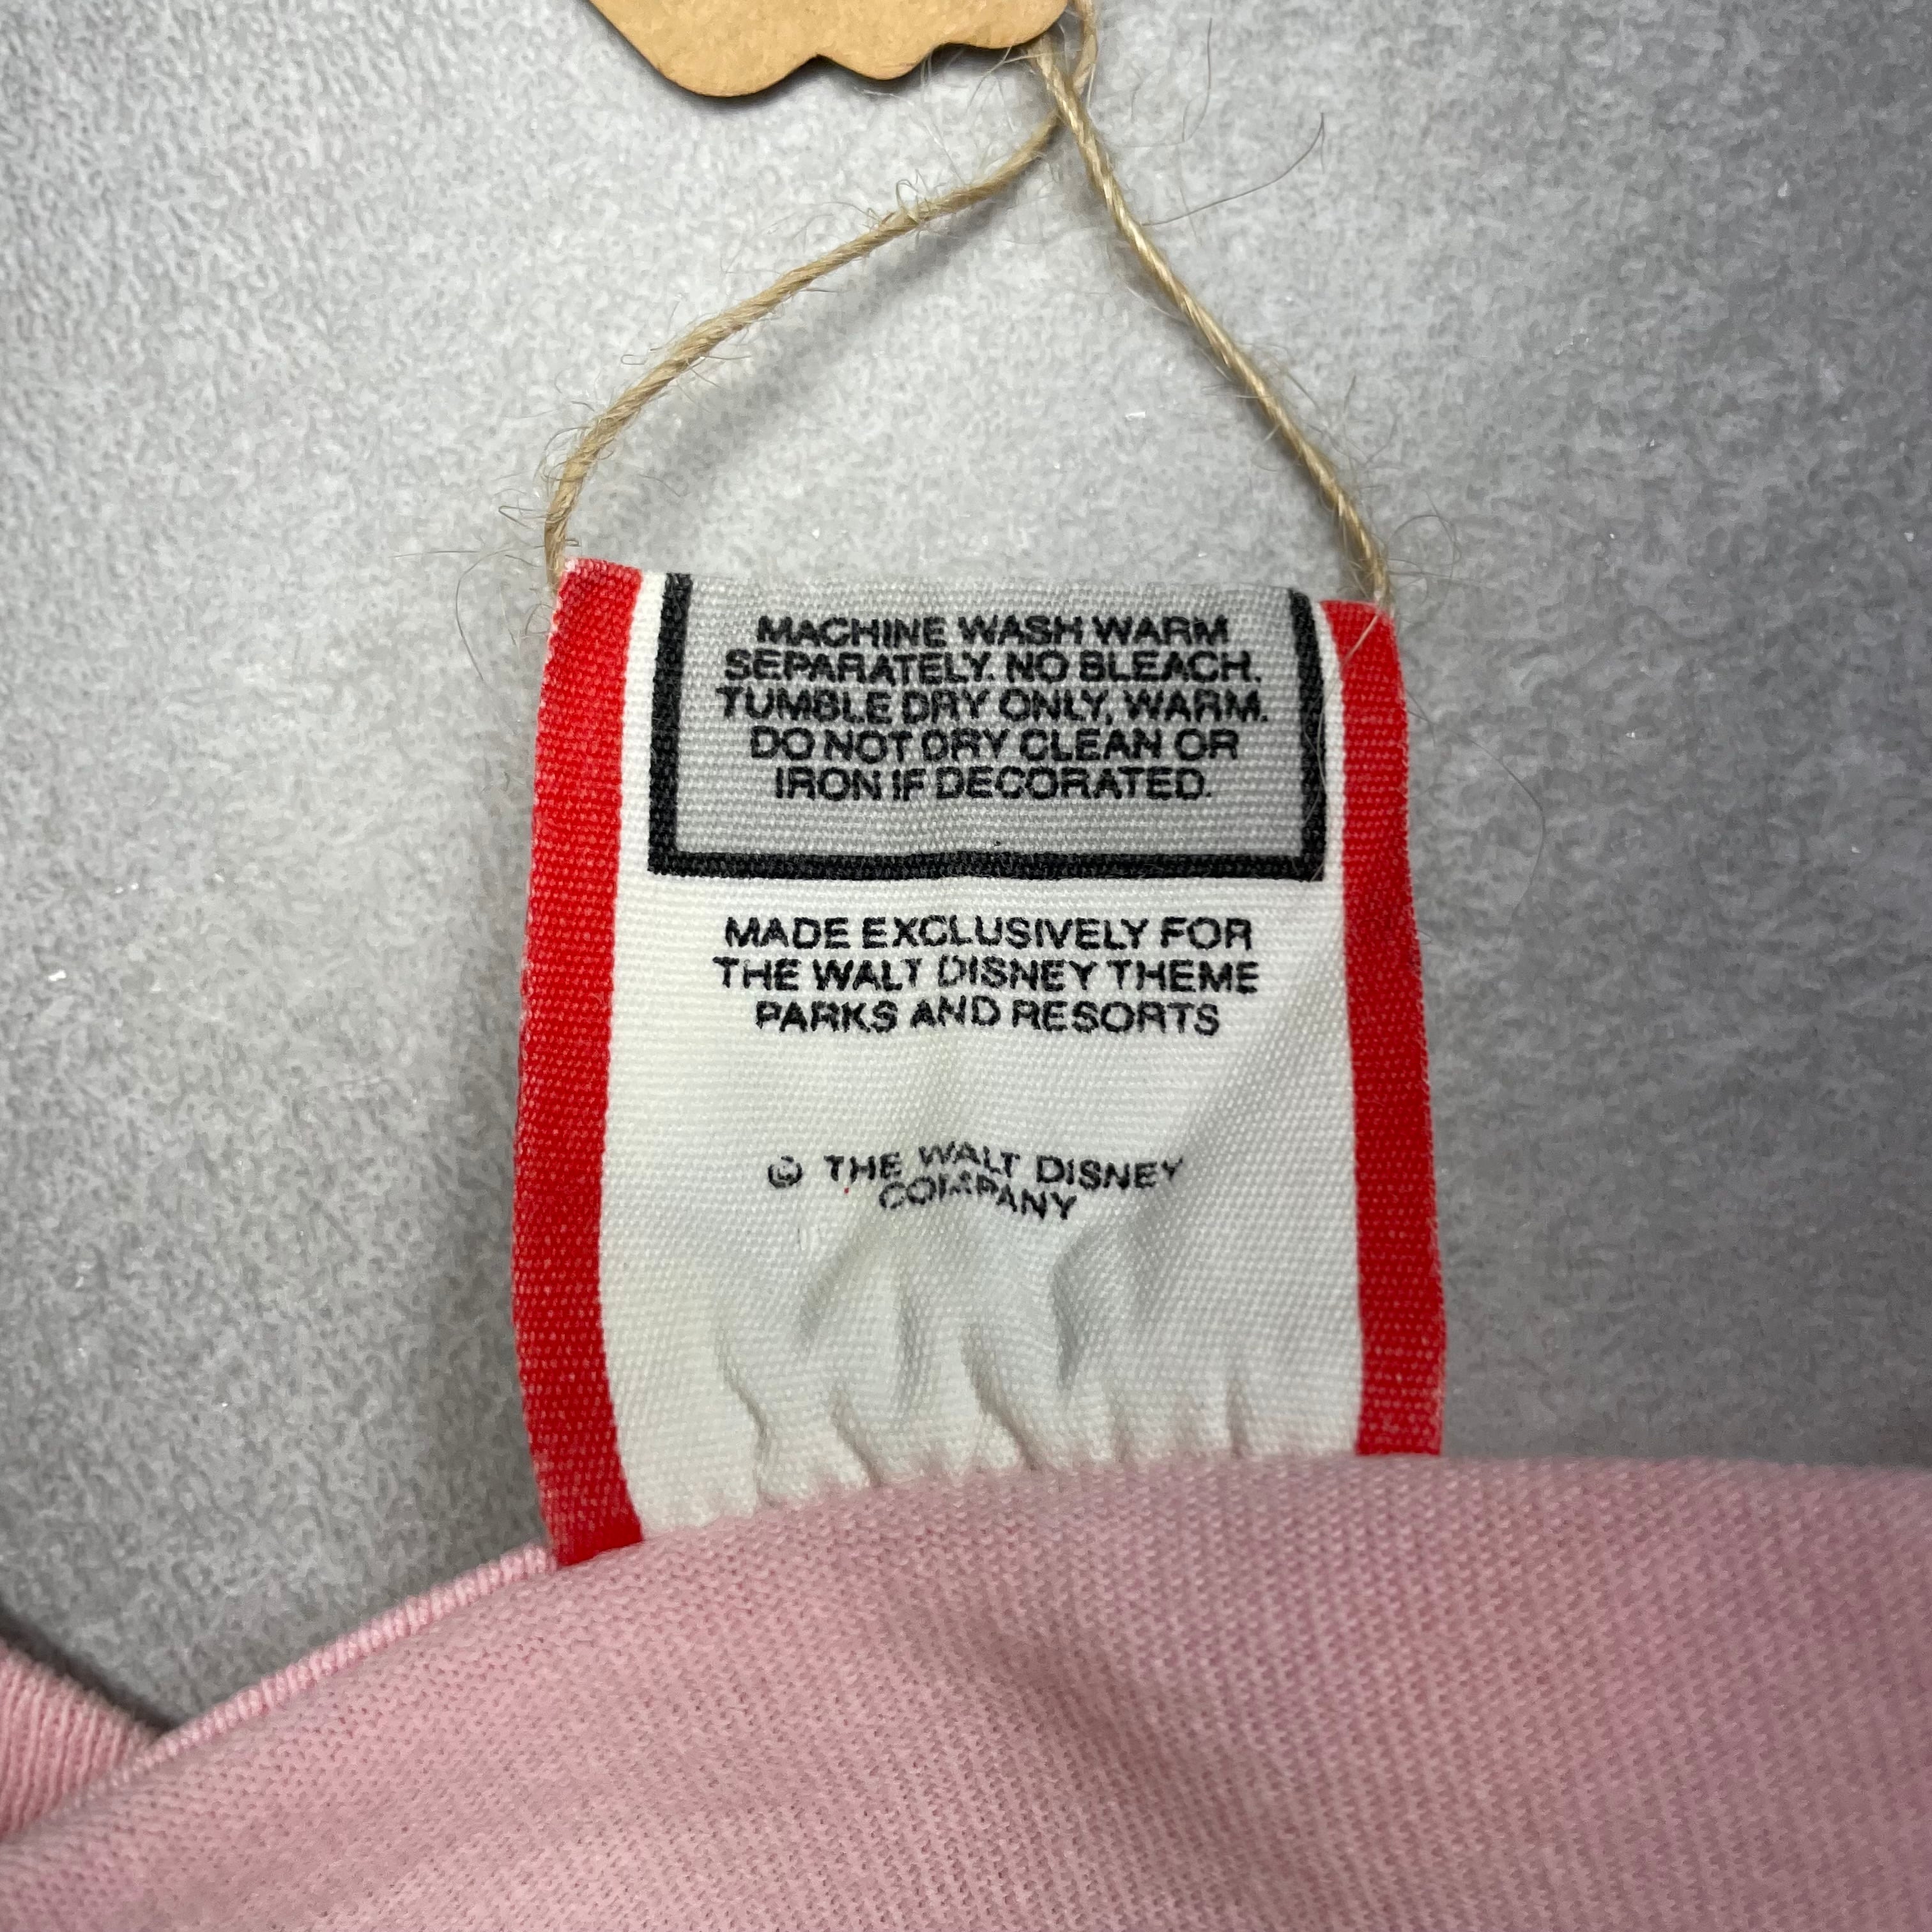 MACHINE WASH WARM
SEPARATELY. NO BLEACH.
TUMBLE DRY ONLY, WARM.
DO NOT DRY CLEAN OR
IRON IF DECORATED.
MADE EXCLUSIVELY FOR
THE WALT DISNEY THEME
PARKS AND RESORTS
© THE WALT DISNEY
COMPANY